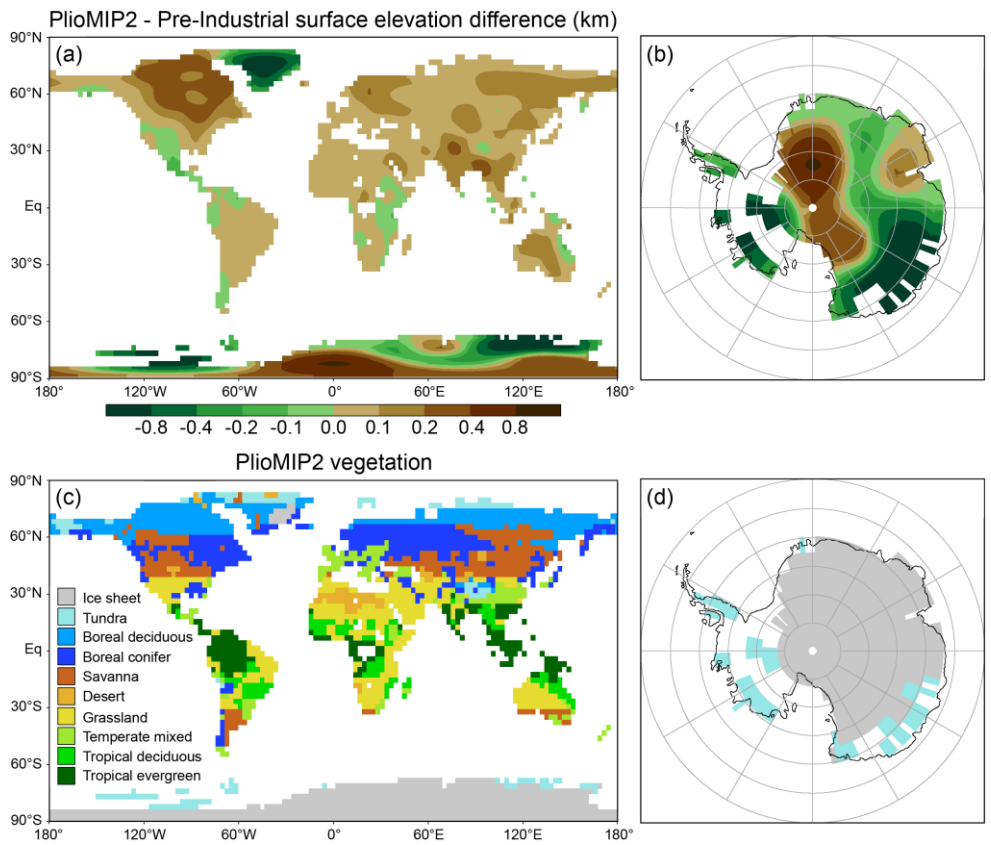 PlioMIP2 - Pre-Industrial surface elevation difference (km)
90°N
60°N
30°N
Eq
30°S
60°S
90°S
(a)
180°
120°W
60°W
0°
60°E
120°E
180°
(b)
-0.8 -0.4 -0.2 -0.1 0.0 0.1 0.2 0.4 0.8
PlioMIP2 vegetation
90°N
60°N
30°N
Eq
30°S
60°S
90°S
(c)
Ice sheet
Tundra
Boreal deciduous
Boreal conifer
Savanna
Desert
Grassland
Temperate mixed
Tropical deciduous
Tropical evergreen
180°
120°W
60°W
0°
60°E
120°E
180°
(d)